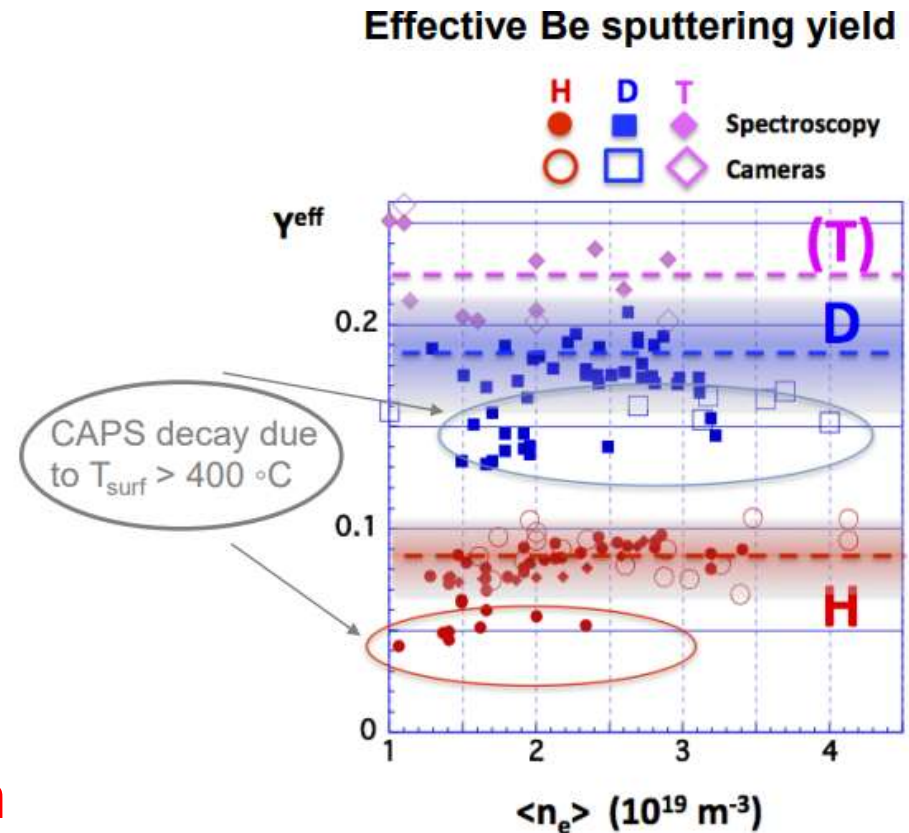 Effective Be sputtering yield
H D T
Spectroscopy
Cameras
Y^eff
(T)
D
0.2
CAPS decay due
to T_surf > 400 °C
0.1
H
0
1 2 3 4
<n_e> (10^19 m^-3)